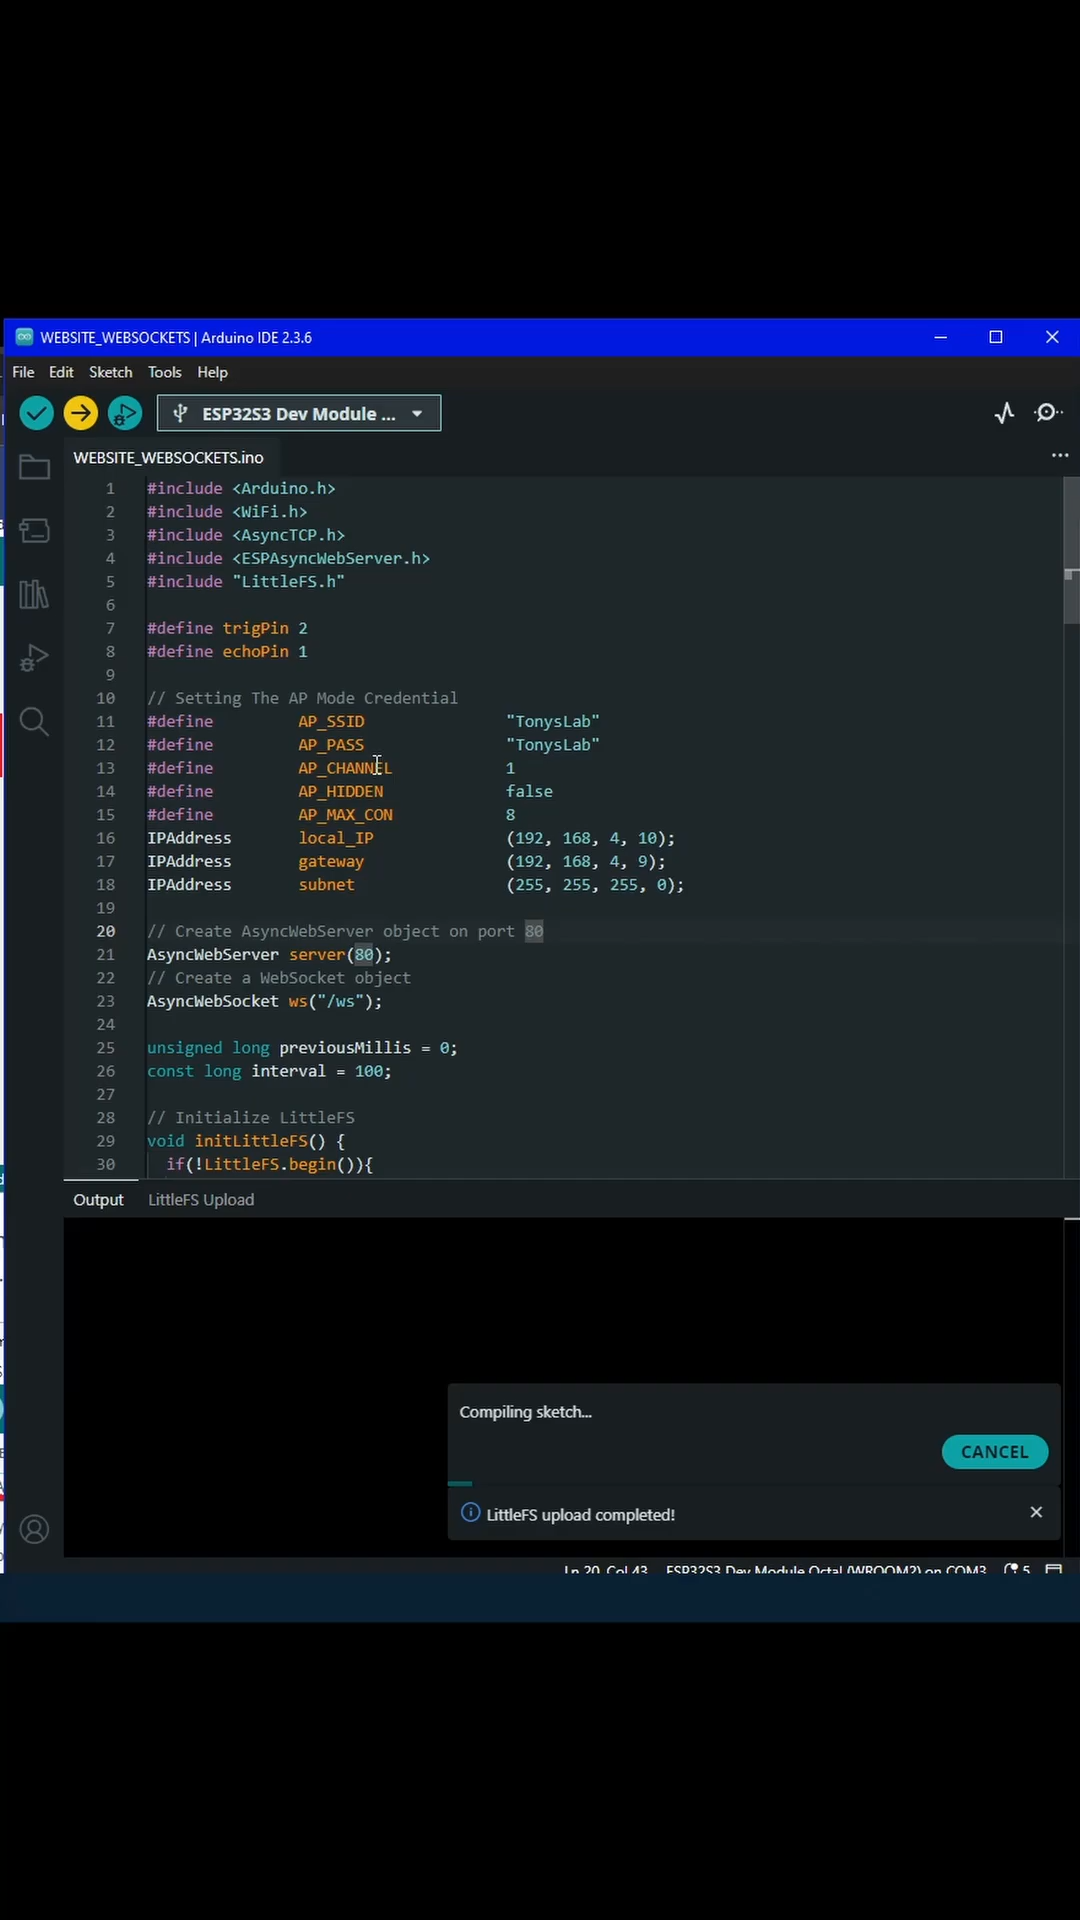 WEBSITE_WEBSOCKETS | Arduino IDE 2.3.6
File Edit Sketch Tools Help
ESP32S3 Dev Module ...
WEBSITE_WEBSOCKETS.ino
1 #include <Arduino.h>
2 #include <WiFi.h>
3 #include <AsyncTCP.h>
4 #include <ESPAsyncWebServer.h>
5 #include "LittleFS.h"
6
7 #define trigPin 2
8 #define echoPin 1
9
10 // Setting The AP Mode Credential
11 #define AP_SSID "TonysLab"
12 #define AP_PASS "TonysLab"
13 #define AP_CHANNEL 1
14 #define AP_HIDDEN false
15 #define AP_MAX_CON 8
16 IPAddress local_IP (192, 168, 4, 10);
17 IPAddress gateway (192, 168, 4, 9);
18 IPAddress subnet (255, 255, 255, 0);
19
20 // Create AsyncWebServer object on port 80
21 AsyncWebServer server(80);
22 // Create a WebSocket object
23 AsyncWebSocket ws("/ws");
24
25 unsigned long previousMillis = 0;
26 const long interval = 100;
27
28 // Initialize LittleFS
29 void initLittleFS() {
30 if(!LittleFS.begin()){
Output LittleFS Upload
Compiling sketch...
CANCEL
LittleFS upload completed!
Ln 20, Col 43 ESP32S3 Dev Module Octal (WROOM2) on COM3 5